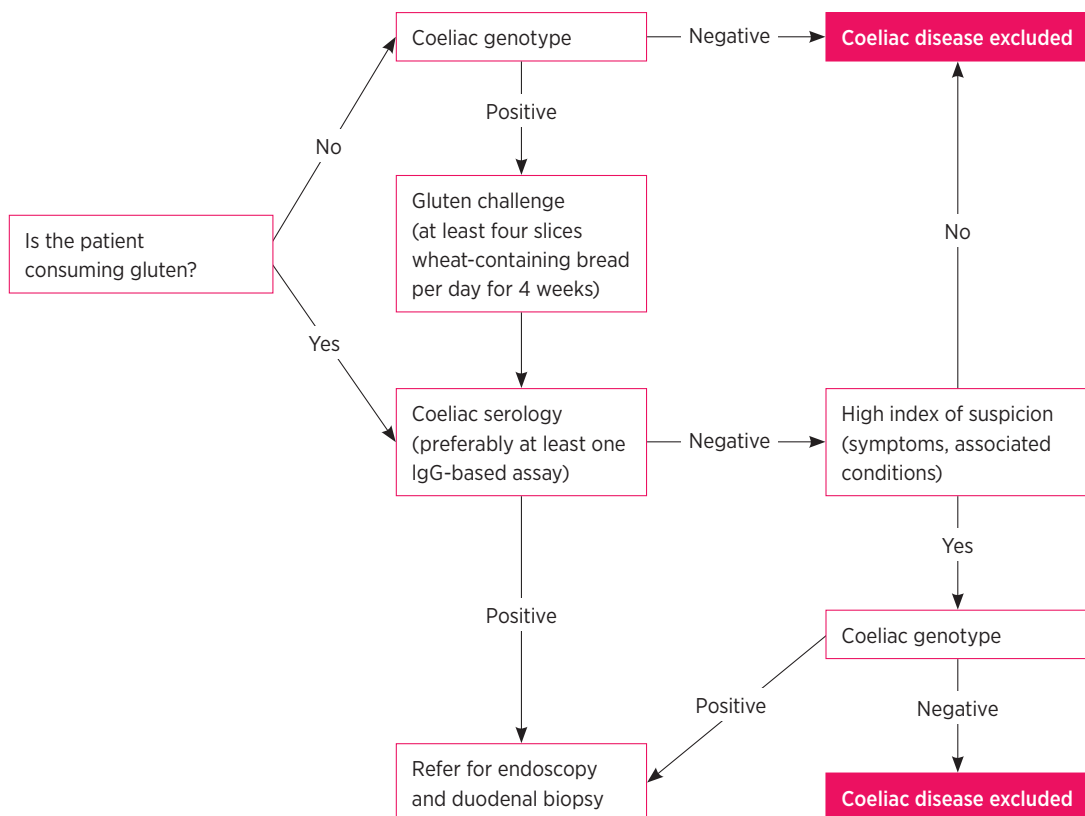 Coeliac genotype
Negative
Coeliac disease excluded
Positive
No
Gluten challenge
(at least four slices
wheat-containing bread
per day for 4 weeks)
Is the patient
consuming gluten?
No
Yes
Coeliac serology
(preferably at least one
IgG-based assay)
Negative
High index of suspicion
(symptoms, associated
conditions)
Yes
Positive
Coeliac genotype
Positive
Negative
Refer for endoscopy
and duodenal biopsy
Coeliac disease excluded